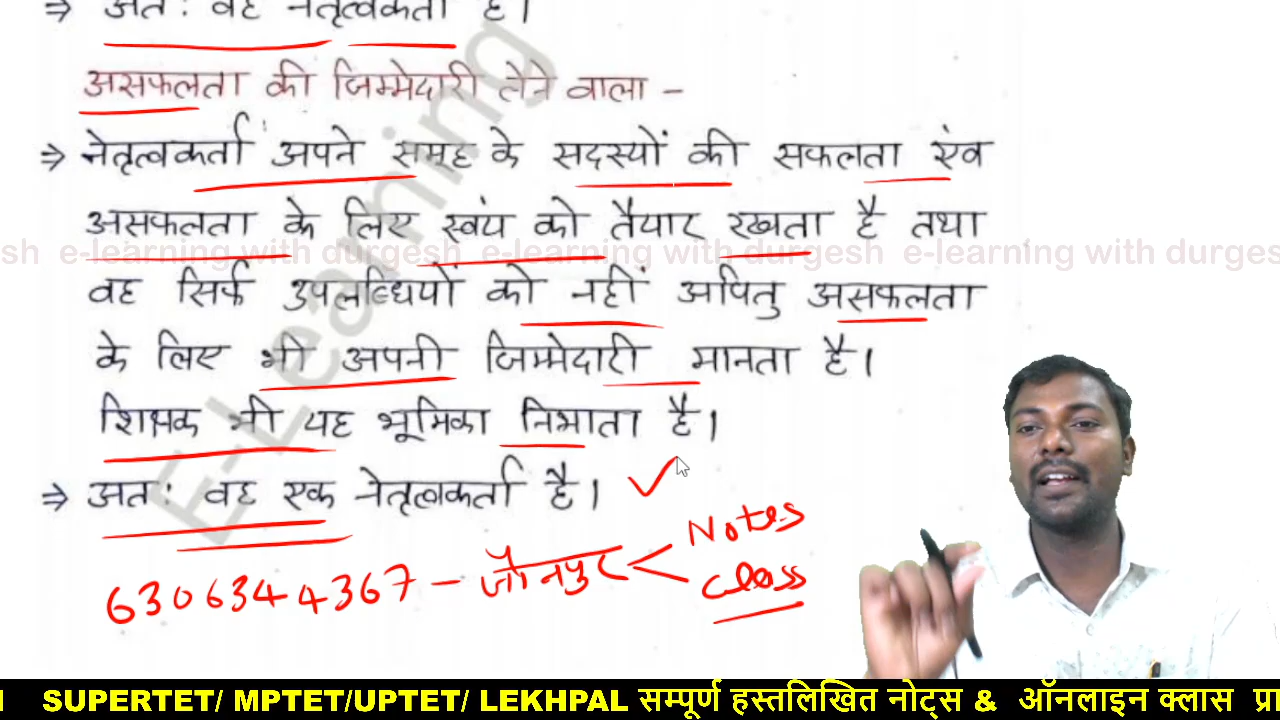 ⇒ अतः वह नेतृत्वकर्ता है।
असफलता की जिम्मेदारी लेने वाला -
⇒ नेतृत्वकर्ता अपने समूह के सदस्यों की सफलता एंव
असफलता के लिए स्वंय को तैयार रखता है तथा
sh e-learning with durgesh e-learning with durgesh e-learning with durges
वह सिर्फ उपलब्धियों को नहीं अपितु असफलता
के लिए भी अपनी जिम्मेदारी मानता है।
शिक्षक भी यह भूमिका निभाता है।
⇒ अतः वह एक नेतृत्वकर्ता है।
6306344367 - जौनपुर < Notes
Class
E-Learning
SUPERTET/ MPTET/UPTET/ LEKHPAL सम्पूर्ण हस्तलिखित नोट्स & ऑनलाइन क्लास प्रा